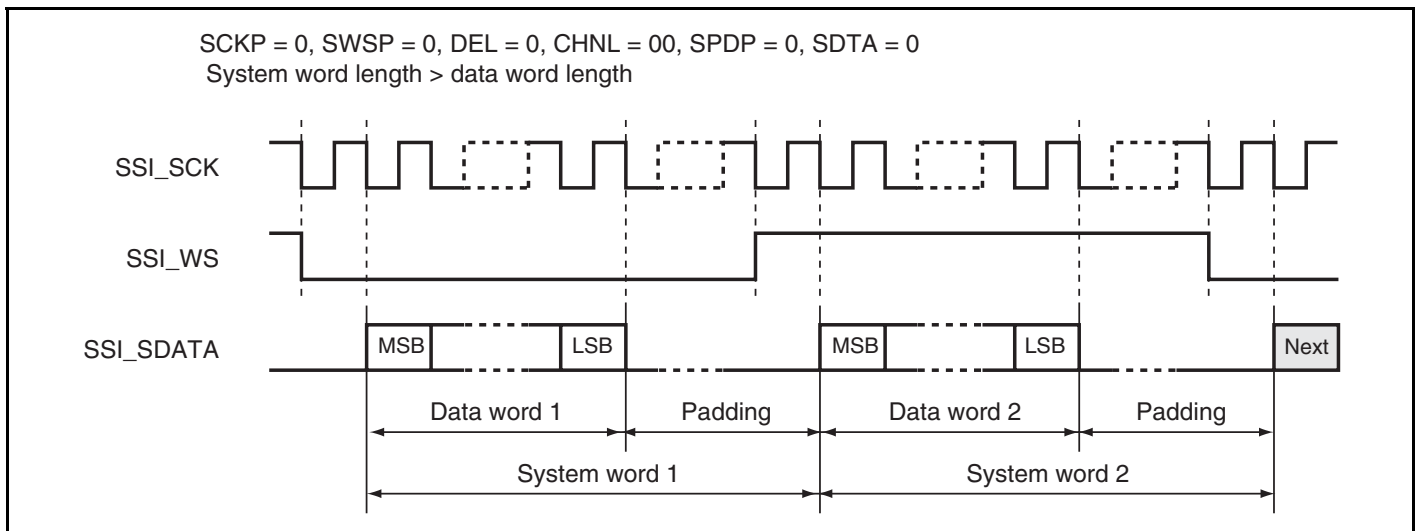 SCKP = 0, SWSP = 0, DEL = 0, CHNL = 00, SPDP = 0, SDTA = 0
System word length > data word length
SSI_SCK
SSI_WS
SSI_SDATA
MSB LSB MSB LSB Next
Data word 1 Padding Data word 2 Padding
System word 1 System word 2